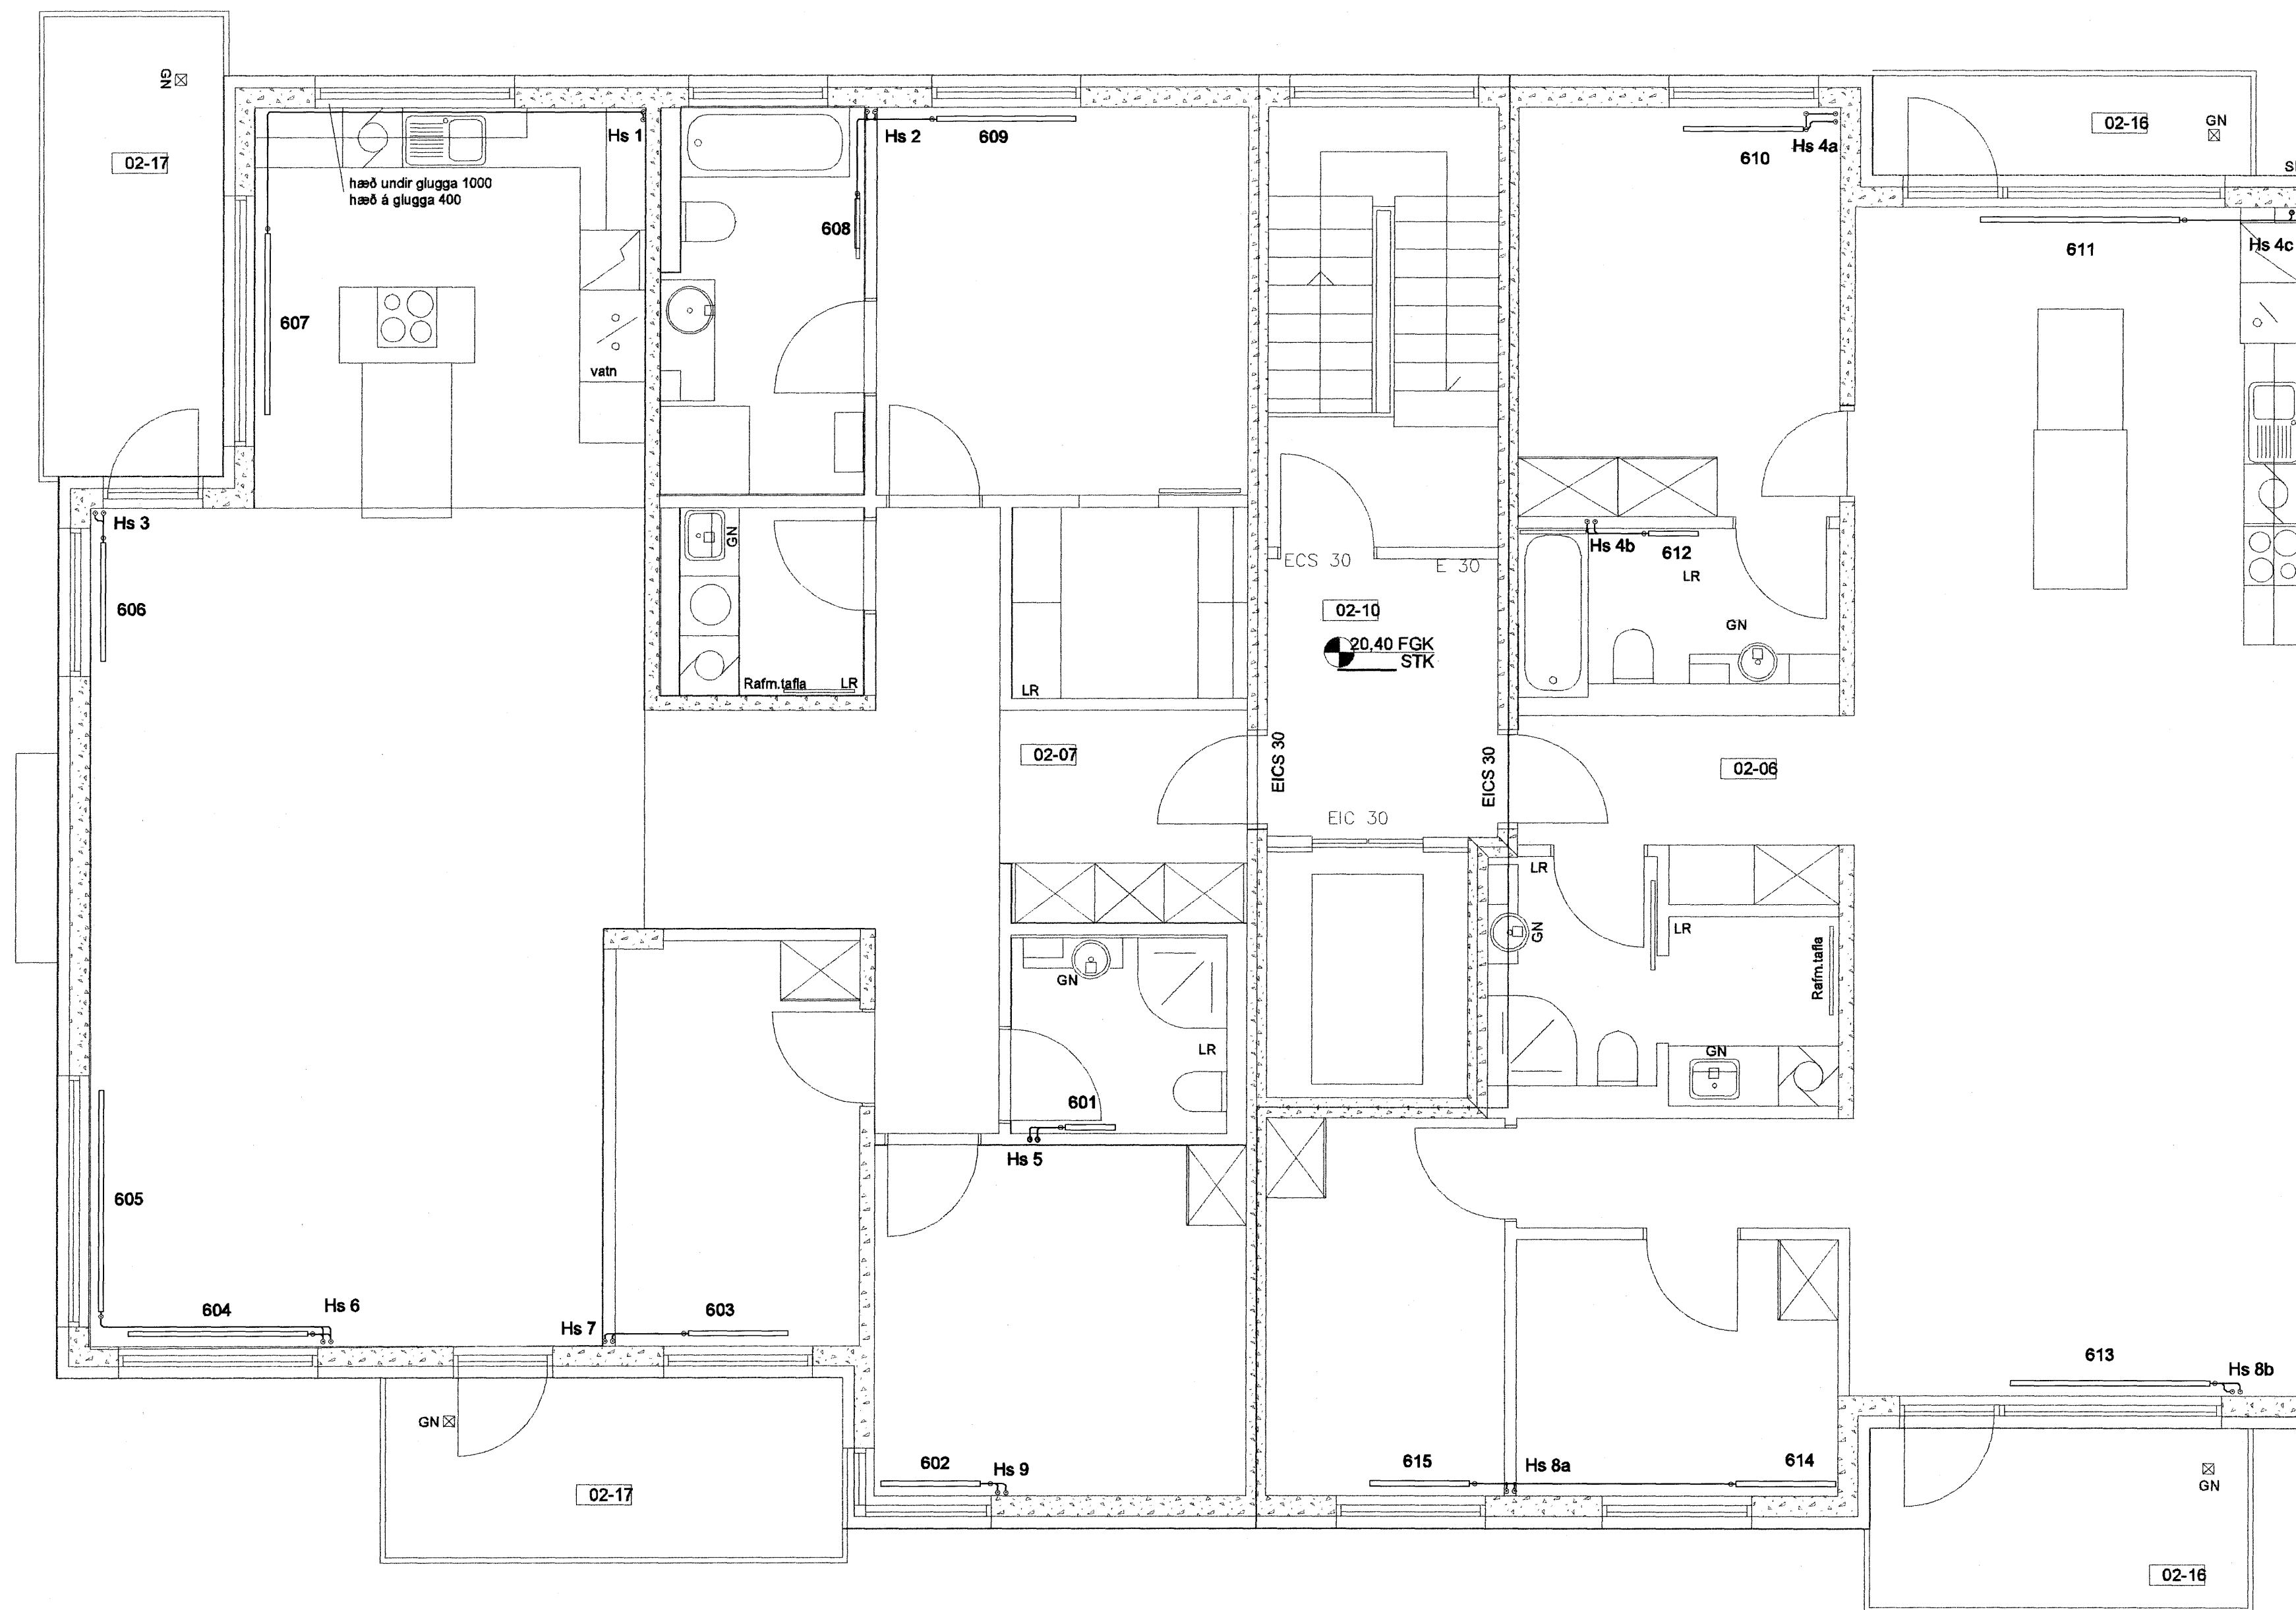 GN
02-17
Hs 1
hæð undir glugga 1000
hæð á glugga 400
Hs 2
609
610
Hs 4a
02-16
GN
608
611
Hs 4c
607
vatn
Hs 3
GN
Hs 4b
612
LR
ECS 30
E 30
606
02-10
20,40 FGK
STK
GN
Rafm.tafla
LR
LR
02-07
EICS 30
EICS 30
02-06
EIC 30
LR
GN
LR
Rafm.tafla
GN
LR
GN
601
Hs 5
605
604
Hs 6
Hs 7
603
613
Hs 8b
GN
02-17
602
Hs 9
615
Hs 8a
614
GN
02-16